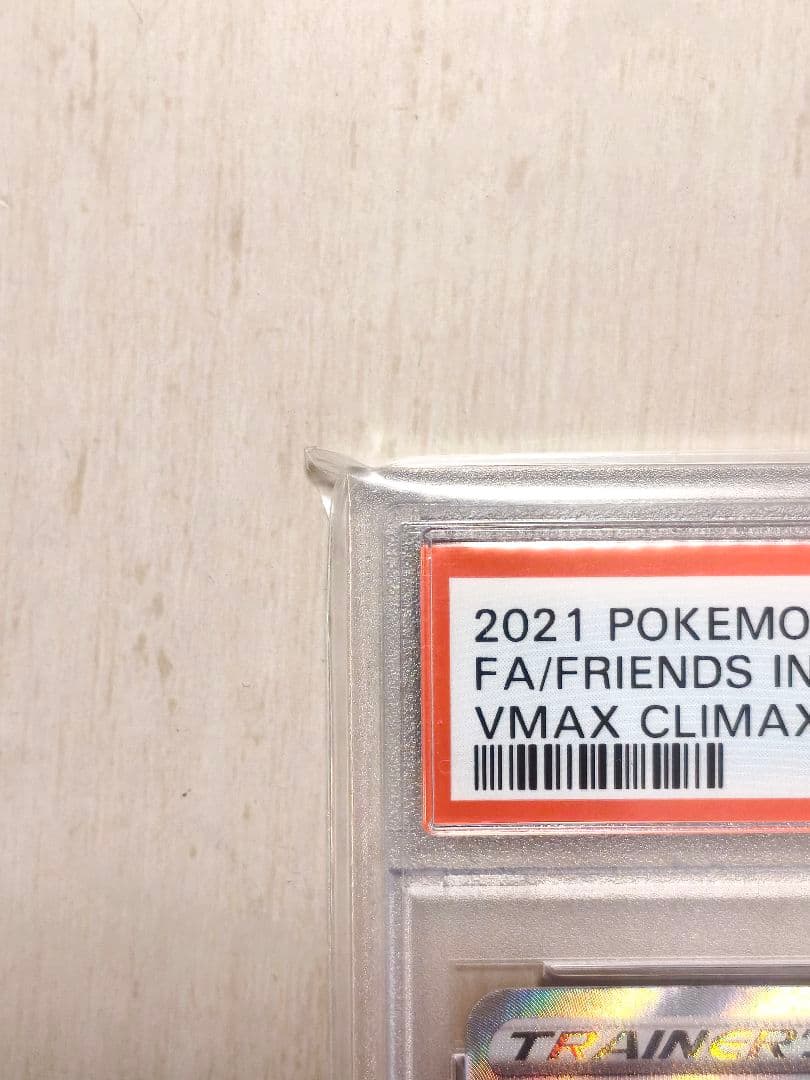 2021 POKEMO
FA/FRIENDS IN
VMAX CLIMAX
TRAINER